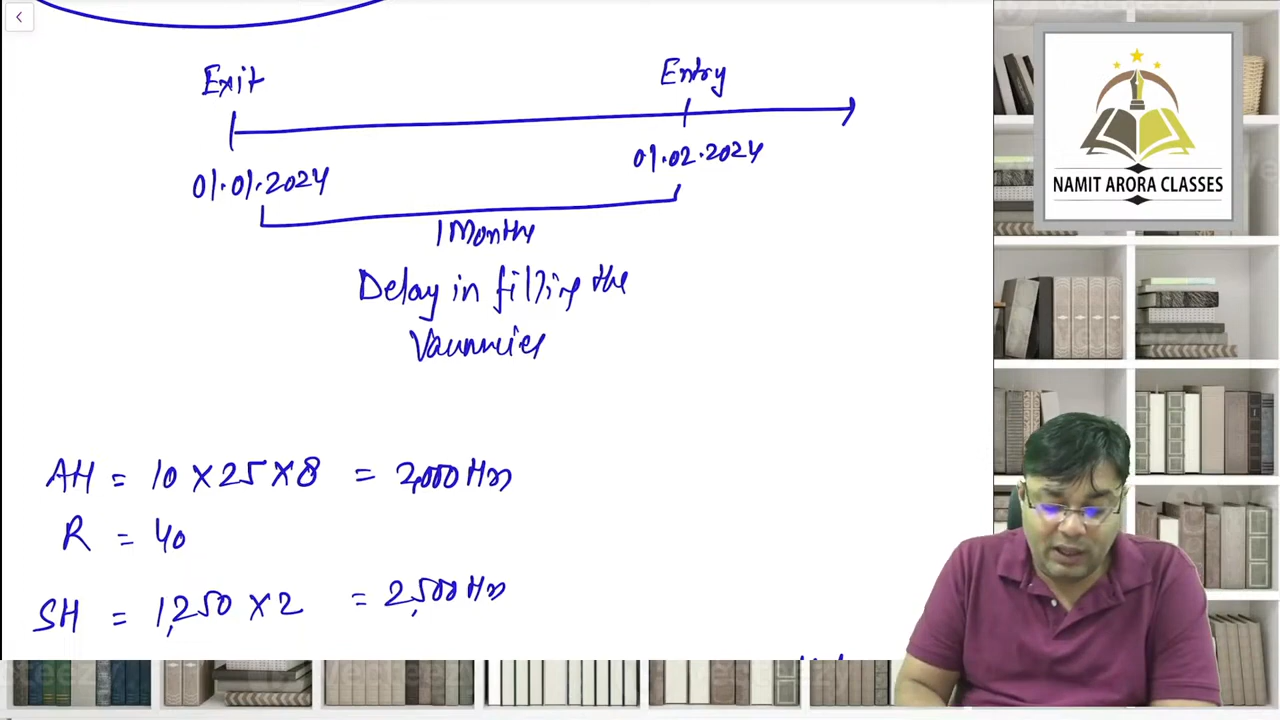 Exit
Entry
01.01.2024
01.02.2024
1 Months
Delay in filling the
Vacancies
AH = 10 × 25 × 8 = 2,000 Hrs
R = 40
SH = 1,250 × 2 = 2,500 Hrs
NAMIT ARORA CLASSES